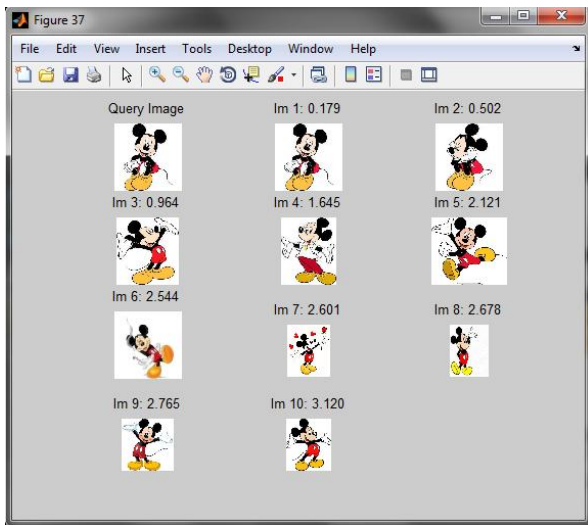 Figure 37
File Edit View Insert Tools Desktop Window Help
Query Image Im 1: 0.179 Im 2: 0.502
Im 3: 0.964 Im 4: 1.645 Im 5: 2.121
Im 6: 2.544 Im 7: 2.601 Im 8: 2.678
Im 9: 2.765 Im 10: 3.120